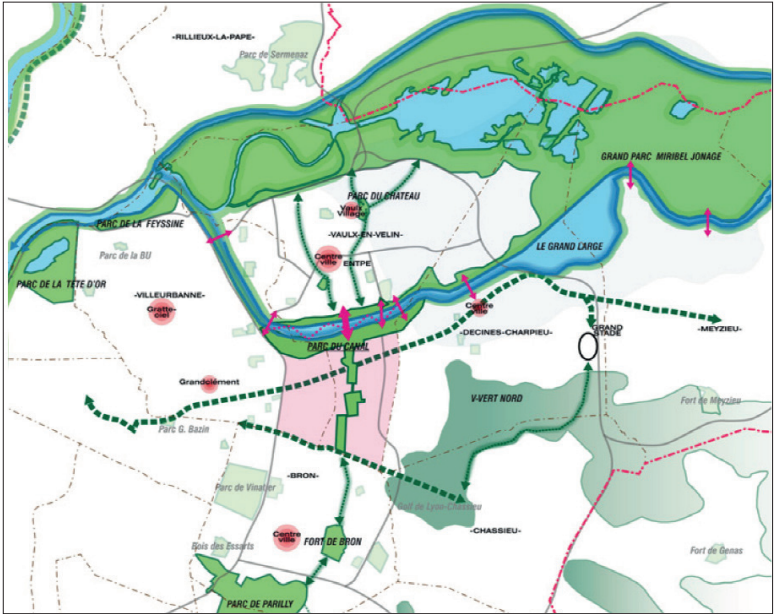 -RILLIEUX-LA-PAPE-
Parc de Sermenaz
GRAND PARC MIRIBEL JONAGE
PARC DU CHATEAU
Vaulx
Village
PARC DE LA FEYSSINE
-VAULX-EN-VELIN-
LE GRAND LARGE
Parc de la BU
Centre
ville
ENTPE
PARC DE LA TÊTE D'OR
-VILLEURBANNE-
Gratte-
ciel
Centre
ville
-DECINES-CHARPIEU-
GRAND
STADE
-MEYZIEU-
PARC DU CANAL
Grandclément
V-VERT NORD
Fort de Meyzieu
Parc G. Bazin
-BRON-
Parc de Vinatier
Golf de Lyon-Chassieu
-CHASSIEU-
Centre
ville
FORT DE BRON
Bois des Essarts
Fort de Genas
PARC DE PARILLY